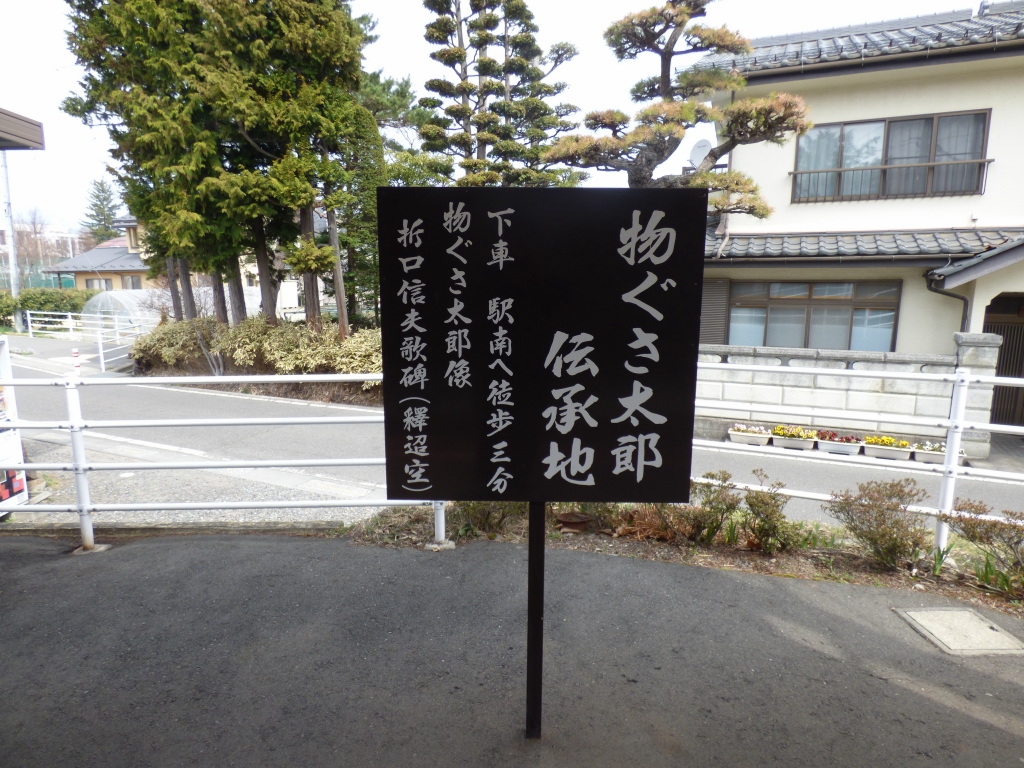 物ぐさ太郎
伝承地
下車 駅南へ徒歩三分
物ぐさ太郎像
折口信夫歌碑(釋迢空)